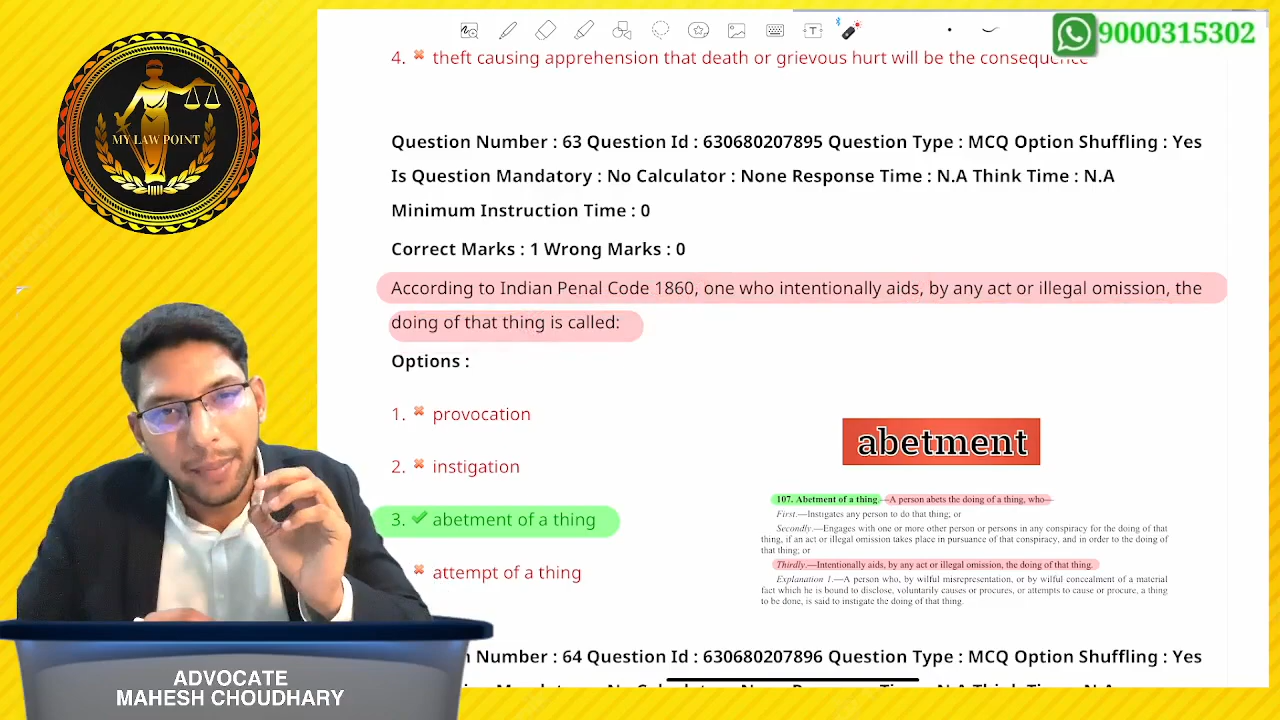 9000315302
MY LAW POINT
T
4. ✖ theft causing apprehension that death or grievous hurt will be the consequence
Question Number : 63 Question Id : 630680207895 Question Type : MCQ Option Shuffling : Yes
Is Question Mandatory : No Calculator : None Response Time : N.A Think Time : N.A
Minimum Instruction Time : 0
Correct Marks : 1 Wrong Marks : 0
According to Indian Penal Code 1860, one who intentionally aids, by any act or illegal omission, the
doing of that thing is called:
Options :
1. ✖ provocation
2. ✖ instigation
3. ✔ abetment of a thing
✖ attempt of a thing
abetment
107. Abetment of a thing.—A person abets the doing of a thing, who—
First.—Instigates any person to do that thing; or
Secondly.—Engages with one or more other person or persons in any conspiracy for the doing of that
thing, if an act or illegal omission takes place in pursuance of that conspiracy, and in order to the doing of
that thing; or
Thirdly.—Intentionally aids, by any act or illegal omission, the doing of that thing.
Explanation 1.—A person who, by wilful misrepresentation, or by wilful concealment of a material
fact which he is bound to disclose, voluntarily causes or procures, or attempts to cause or procure, a thing
to be done, is said to instigate the doing of that thing.
Number : 64 Question Id : 630680207896 Question Type : MCQ Option Shuffling : Yes
ADVOCATE
MAHESH CHOUDHARY